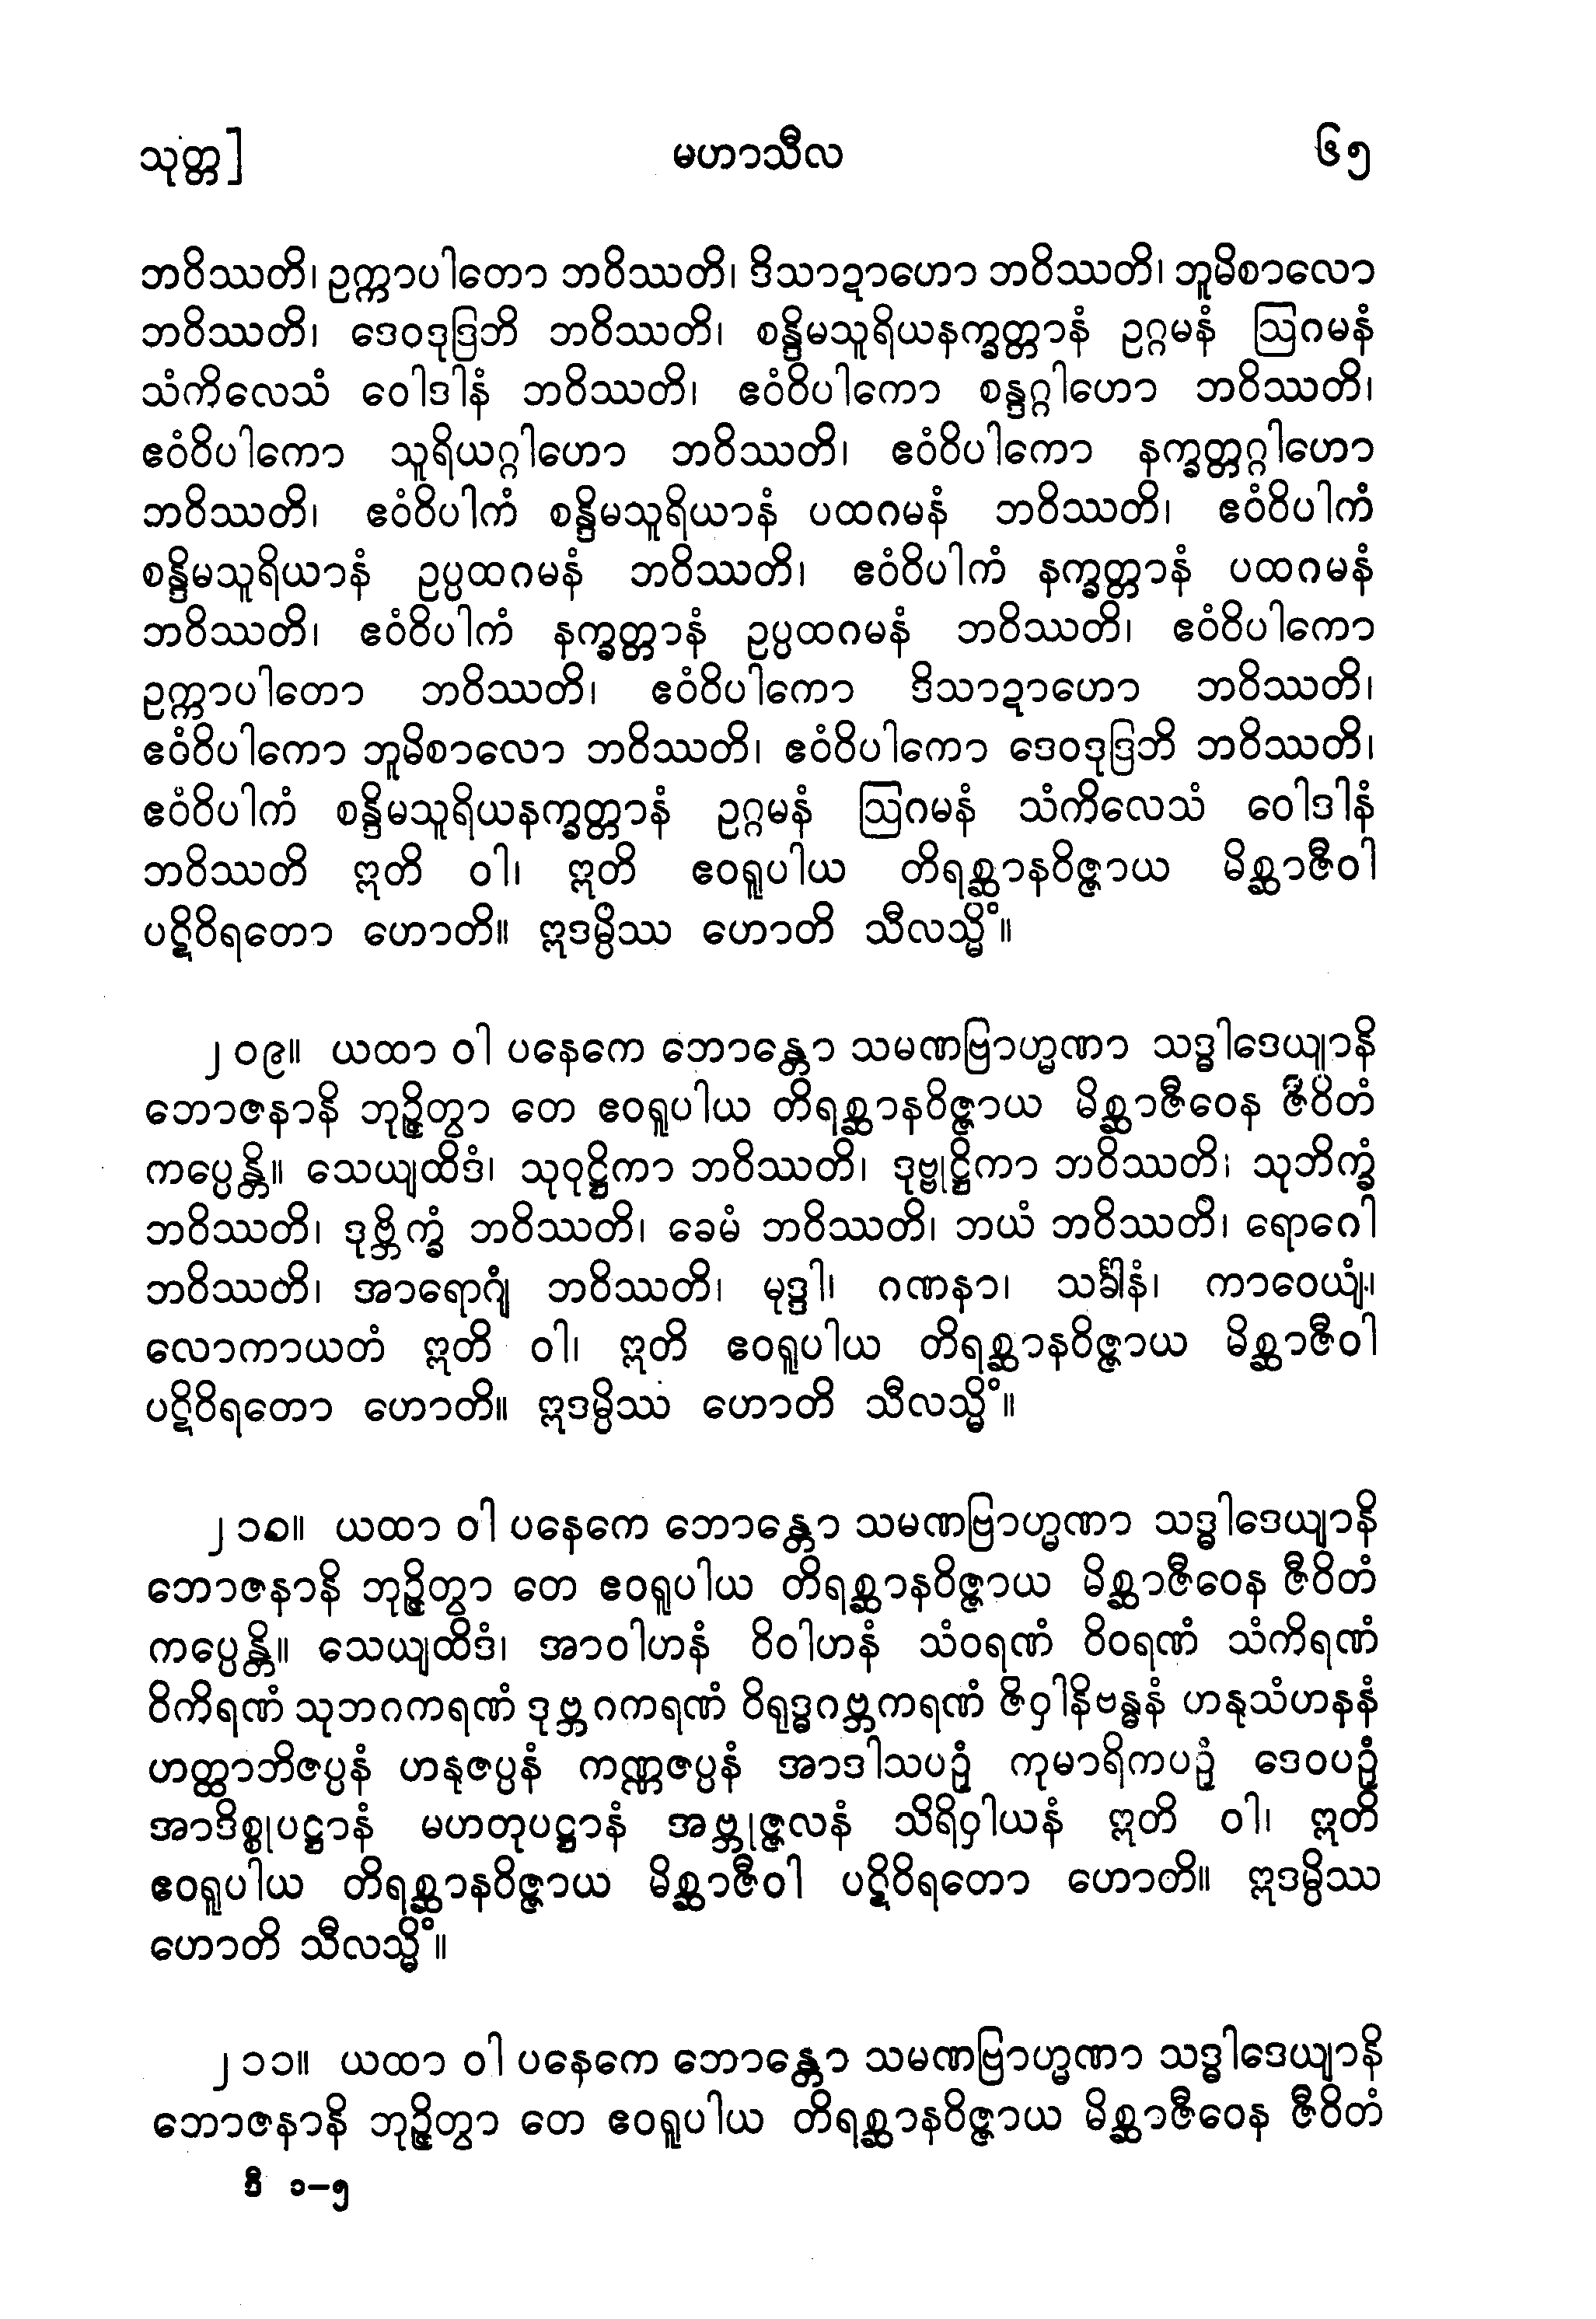 သုတ္တ]
မဟာသီလ
၆၅
ဘဝိဿတိ၊ ဥက္ကာပါတော ဘဝိဿတိ၊ ဒိသာဍာဟော ဘဝိဿတိ၊ ဘူမိစာလော
ဘဝိဿတိ၊ ဒေဝဒုဒြဘိ ဘဝိဿတိ၊ စန္ဒိမသူရိယနက္ခတ္တာနံ ဥဂ္ဂမနံ ဩဂမနံ
သံကိလေသံ ဝေါဒါနံ ဘဝိဿတိ၊ ဧဝံဝိပါကော စန္ဒဂ္ဂါဟော ဘဝိဿတိ၊
ဧဝံဝိပါကော သူရိယဂ္ဂါဟော ဘဝိဿတိ၊ ဧဝံဝိပါကော နက္ခတ္တဂ္ဂါဟော
ဘဝိဿတိ၊ ဧဝံဝိပါကံ စန္ဒိမသူရိယာနံ ပထဂမနံ ဘဝိဿတိ၊ ဧဝံဝိပါကံ
စန္ဒိမသူရိယာနံ ဥပ္ပထဂမနံ ဘဝိဿတိ၊ ဧဝံဝိပါကံ နက္ခတ္တာနံ ပထဂမနံ
ဘဝိဿတိ၊ ဧဝံဝိပါကံ နက္ခတ္တာနံ ဥပ္ပထဂမနံ ဘဝိဿတိ၊ ဧဝံဝိပါကော
ဥက္ကာပါတော ဘဝိဿတိ၊ ဧဝံဝိပါကော ဒိသာဍာဟော ဘဝိဿတိ၊
ဧဝံဝိပါကော ဘူမိစာလော ဘဝိဿတိ၊ ဧဝံဝိပါကော ဒေဝဒုဒြဘိ ဘဝိဿတိ၊
ဧဝံဝိပါကံ စန္ဒိမသူရိယနက္ခတ္တာနံ ဥဂ္ဂမနံ ဩဂမနံ သံကိလေသံ ဝေါဒါနံ
ဘဝိဿတိ ဣတိ ဝါ၊ ဣတိ ဧဝရူပါယ တိရစ္ဆာနဝိဇ္ဇာယ မိစ္ဆာဇီဝါ
ပဋိဝိရတော ဟောတိ။ ဣဒမ္ပိဿ ဟောတိ သီလသ္မိံ။
၂၀၉။ ယထာ ဝါ ပနေကေ ဘောန္တော သမဏဗြာဟ္မဏာ သဒ္ဓါဒေယျာနိ
ဘောဇနာနိ ဘုဉ္ဇိတွာ တေ ဧဝရူပါယ တိရစ္ဆာနဝိဇ္ဇာယ မိစ္ဆာဇီဝေန ဇီဝိတံ
ကပ္ပေန္တိ။ သေယျထိဒံ၊ သုဝုဋ္ဌိကာ ဘဝိဿတိ၊ ဒုဗ္ဗုဋ္ဌိကာ ဘဝိဿတိ၊ သုဘိက္ခံ
ဘဝိဿတိ၊ ဒုဗ္ဘိက္ခံ ဘဝိဿတိ၊ ခေမံ ဘဝိဿတိ၊ ဘယံ ဘဝိဿတိ၊ ရောဂေါ
ဘဝိဿတိ၊ အာရောဂျံ ဘဝိဿတိ၊ မုဒ္ဒါ၊ ဂဏနာ၊ သင်္ခါနံ၊ ကာဝေယျံ၊
လောကာယတံ ဣတိ ဝါ၊ ဣတိ ဧဝရူပါယ တိရစ္ဆာနဝိဇ္ဇာယ မိစ္ဆာဇီဝါ
ပဋိဝိရတော ဟောတိ။ ဣဒမ္ပိဿ ဟောတိ သီလသ္မိံ။
၂၁၀။ ယထာ ဝါ ပနေကေ ဘောန္တော သမဏဗြာဟ္မဏာ သဒ္ဓါဒေယျာနိ
ဘောဇနာနိ ဘုဉ္ဇိတွာ တေ ဧဝရူပါယ တိရစ္ဆာနဝိဇ္ဇာယ မိစ္ဆာဇီဝေန ဇီဝိတံ
ကပ္ပေန္တိ။ သေယျထိဒံ၊ အာဝါဟနံ ဝိဝါဟနံ သံဝရဏံ ဝိဝရဏံ သံကိရဏံ
ဝိကိရဏံ သုဘဂကရဏံ ဒုဗ္ဘဂကရဏံ ဝိရုဒ္ဓဂဗ္ဘကရဏံ ဇိဝှါနိဗန္ဓနံ ဟနုသံဟနနံ
ဟတ္ထာဘိဇပ္ပနံ ဟနုဇပ္ပနံ ကဏ္ဏဇပ္ပနံ အာဒါသပဉှံ ကုမာရိကပဉှံ ဒေဝပဉှံ
အာဒိစ္စုပဋ္ဌာနံ မဟတုပဋ္ဌာနံ အဗ္ဘုဇ္ဇလနံ သိရိဝှါယနံ ဣတိ ဝါ၊ ဣတိ
ဧဝရူပါယ တိရစ္ဆာနဝိဇ္ဇာယ မိစ္ဆာဇီဝါ ပဋိဝိရတော ဟောတိ။ ဣဒမ္ပိဿ
ဟောတိ သီလသ္မိံ။
၂၁၁။ ယထာ ဝါ ပနေကေ ဘောန္တော သမဏဗြာဟ္မဏာ သဒ္ဓါဒေယျာနိ
ဘောဇနာနိ ဘုဉ္ဇိတွာ တေ ဧဝရူပါယ တိရစ္ဆာနဝိဇ္ဇာယ မိစ္ဆာဇီဝေန ဇီဝိတံ
ဒီ ၁–၅